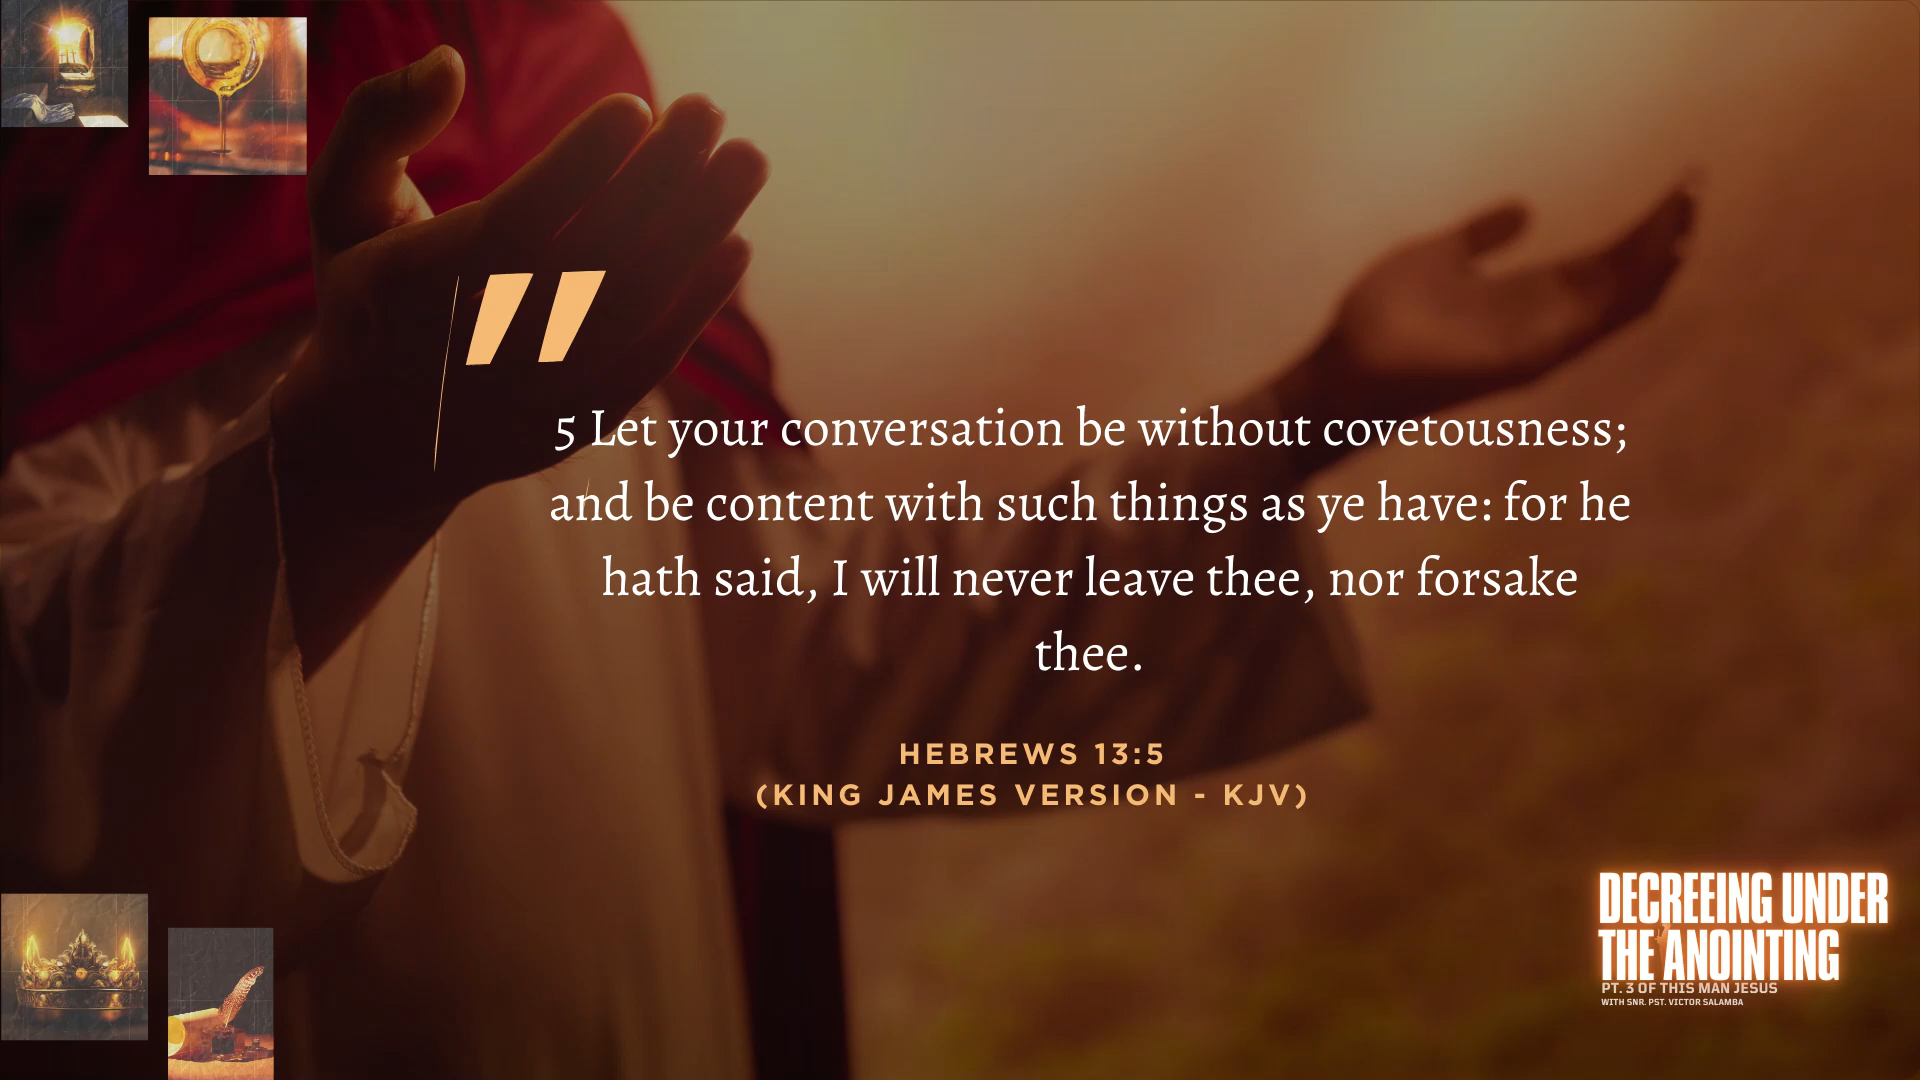 "
5 Let your conversation be without covetousness;
and be content with such things as ye have: for he
hath said, I will never leave thee, nor forsake
thee.
HEBREWS 13:5
(KING JAMES VERSION - KJV)
DECREEING UNDER
THE ANOINTING
PT. 3 OF THIS MAN JESUS
WITH SNR. PST. VICTOR SALAMBA